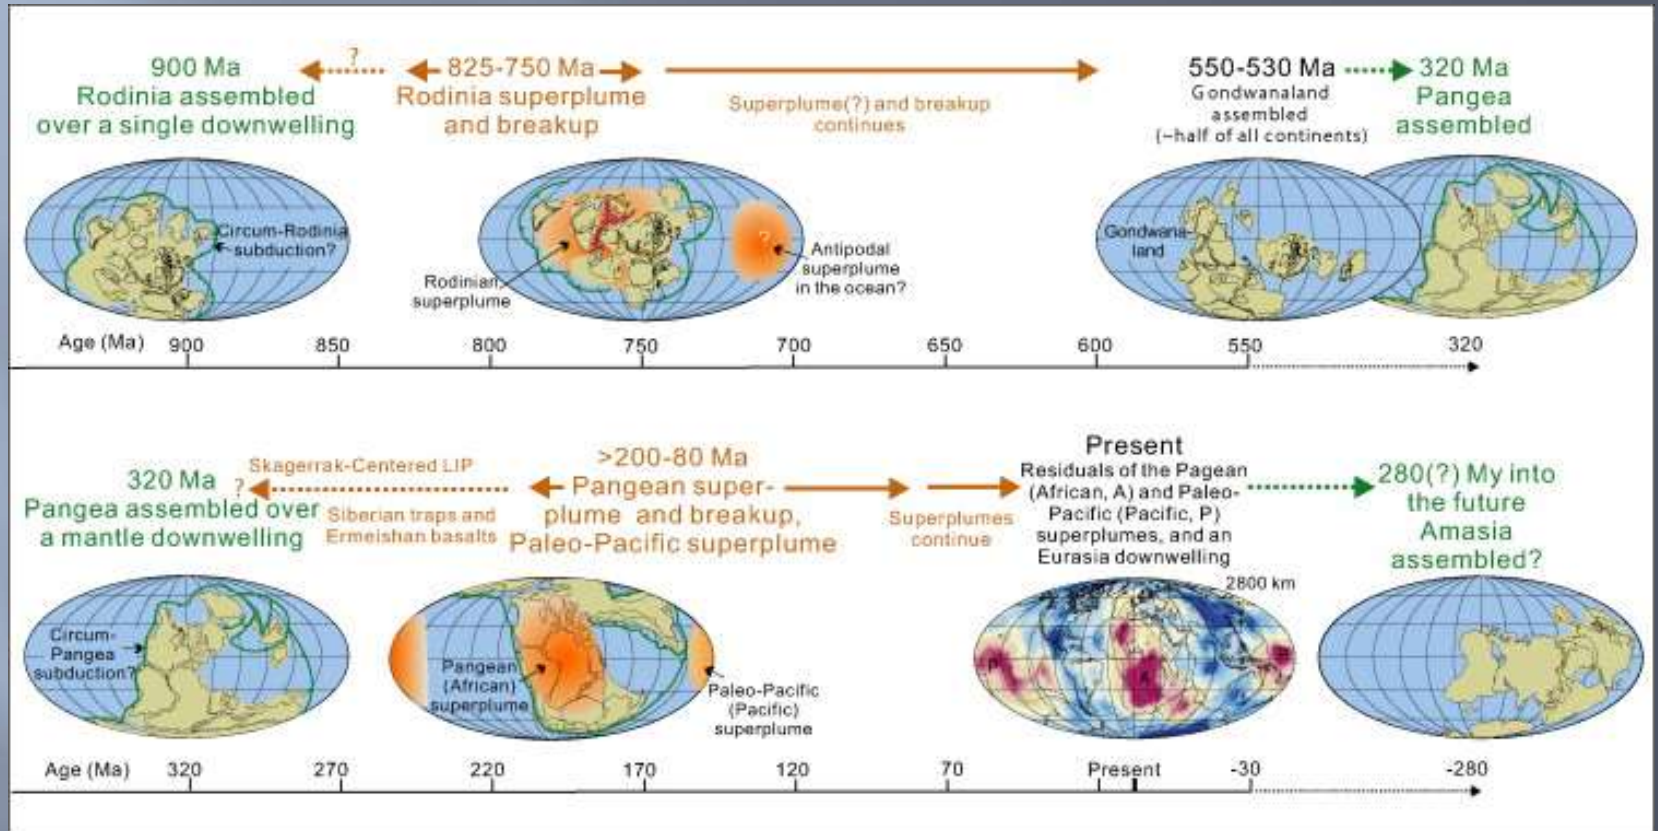 900 Ma
Rodinia assembled
over a single downwelling
?
825-750 Ma
Rodinia superplume
and breakup
Superplume(?) and breakup
continues
550-530 Ma
Gondwanaland
assembled
(~half of all continents)
320 Ma
Pangea
assembled
Circum-Rodinia
subduction?
Rodinian
superplume
?
Antipodal
superplume
in the ocean?
Gondwana-
land
Age (Ma) 900 850 800 750 700 650 600 550 320
320 Ma
Pangea assembled over
a mantle downwelling
?
Skagerrak-Centered LIP
Siberian traps and
Ermeishan basalts
>200-80 Ma
Pangean super-
plume and breakup,
Paleo-Pacific superplume
Superplumes
continue
Present
Residuals of the Pagean
(African, A) and Paleo-
Pacific (Pacific, P)
superplumes, and an
Eurasia downwelling
280(?) My into
the future
Amasia
assembled?
Circum-
Pangea
subduction?
Pangean
(African)
superplume
Paleo-Pacific
(Pacific)
superplume
2800 km
P
A
Age (Ma) 320 270 220 170 120 70 Present -30 -280